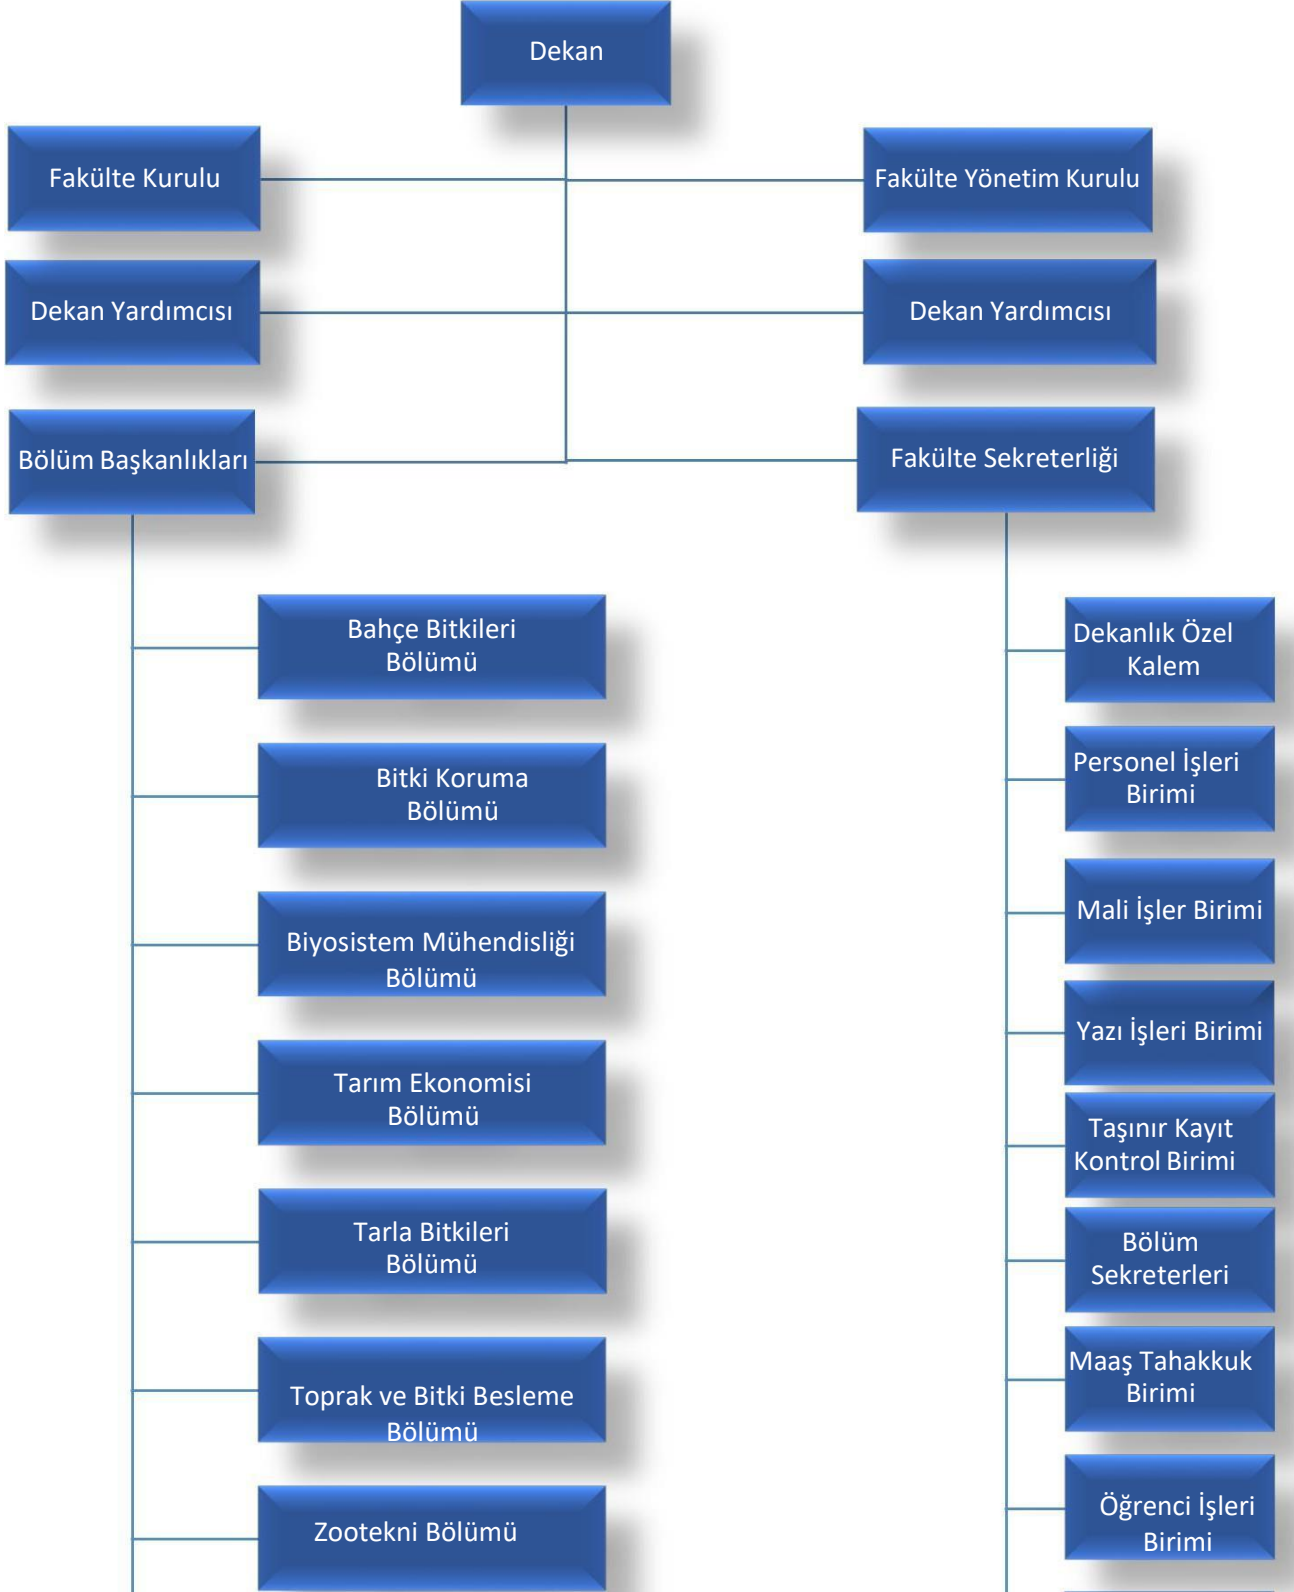 Dekan
Fakülte Kurulu
Fakülte Yönetim Kurulu
Dekan Yardımcısı
Dekan Yardımcısı
Bölüm Başkanlıkları
Fakülte Sekreterliği
Bahçe Bitkileri
Bölümü
Bitki Koruma
Bölümü
Biyosistem Mühendisliği
Bölümü
Tarım Ekonomisi
Bölümü
Tarla Bitkileri
Bölümü
Toprak ve Bitki Besleme
Bölümü
Zootekni Bölümü
Dekanlık Özel
Kalem
Personel İşleri
Birimi
Mali İşler Birimi
Yazı İşleri Birimi
Taşınır Kayıt
Kontrol Birimi
Bölüm
Sekreterleri
Maaş Tahakkuk
Birimi
Öğrenci İşleri
Birimi